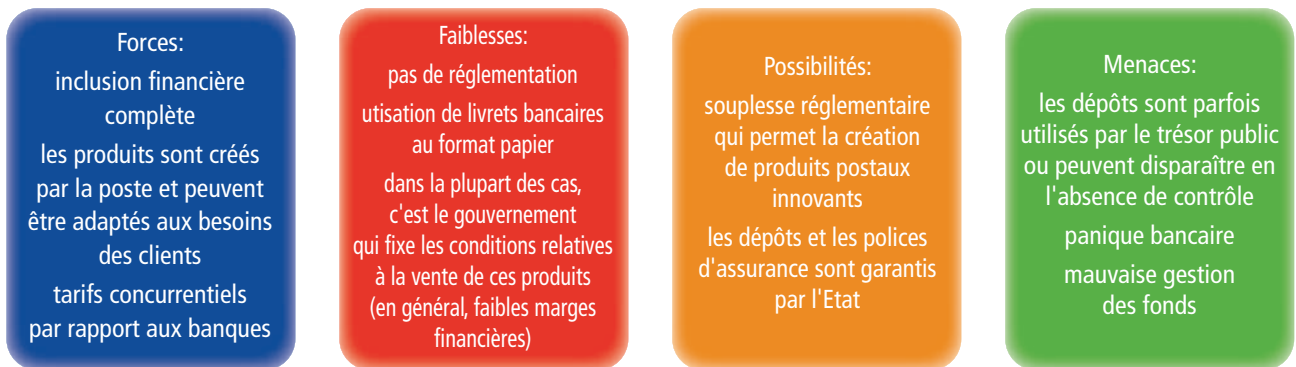 Forces:
inclusion financière
complète
les produits sont créés
par la poste et peuvent
être adaptés aux besoins
des clients
tarifs concurrentiels
par rapport aux banques
Faiblesses:
pas de réglementation
utisation de livrets bancaires
au format papier
dans la plupart des cas,
c'est le gouvernement
qui fixe les conditions relatives
à la vente de ces produits
(en général, faibles marges
financières)
Possibilités:
souplesse réglementaire
qui permet la création
de produits postaux
innovants
les dépôts et les polices
d'assurance sont garantis
par l'Etat
Menaces:
les dépôts sont parfois
utilisés par le trésor public
ou peuvent disparaître en
l'absence de contrôle
panique bancaire
mauvaise gestion
des fonds